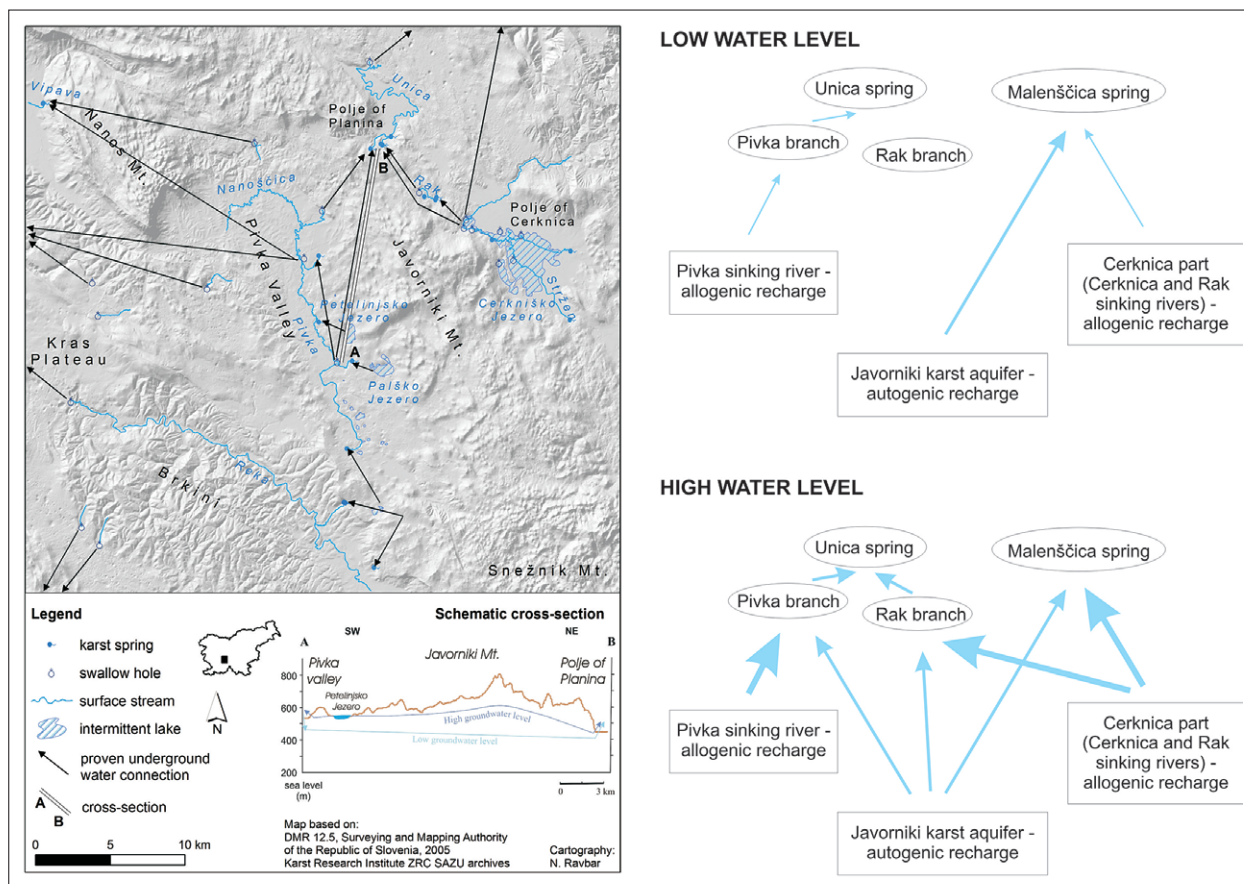 Vipava
Nanos Mt.
Unica
Polje of
Planina
B
Rak
Nanoščica
Polje of
Cerknica
Pivka Valley
Javorniki Mt.
Petelinjsko
Jezero
Cerkniško
Jezero
Stržen
Pivka
A
Kras
Plateau
Palško
Jezero
Reka
Brkini
Snežnik Mt.
Legend
karst spring
swallow hole
surface stream
intermittent lake
proven underground
water connection
A
B
cross-section
N
0 5 10 km
Schematic cross-section
A SW NE B
Javorniki Mt.
Pivka
valley
Petelinjsko
Jezero
Polje of
Planina
800
600
400
200
High groundwater level
Low groundwater level
sea level
(m)
0 3 km
Map based on:
DMR 12.5, Surveying and Mapping Authority
of the Republic of Slovenia, 2005
Karst Research Institute ZRC SAZU archives
Cartography:
N. Ravbar
LOW WATER LEVEL
Unica spring
Malenščica spring
Pivka branch
Rak branch
Pivka sinking river -
allogenic recharge
Cerknica part
(Cerknica and Rak
sinking rivers) -
allogenic recharge
Javorniki karst aquifer -
autogenic recharge
HIGH WATER LEVEL
Unica spring
Malenščica spring
Pivka branch
Rak branch
Pivka sinking river -
allogenic recharge
Cerknica part
(Cerknica and Rak
sinking rivers) -
allogenic recharge
Javorniki karst aquifer -
autogenic recharge